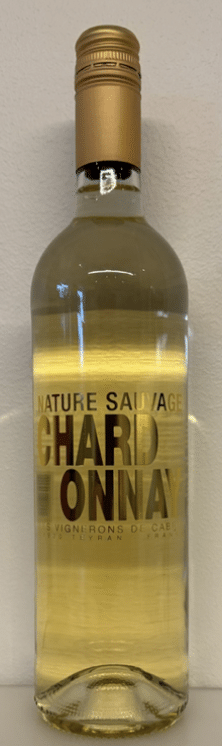 NATURE SAUVAGE
CHARD
ONNAY
VIGNERONS DE